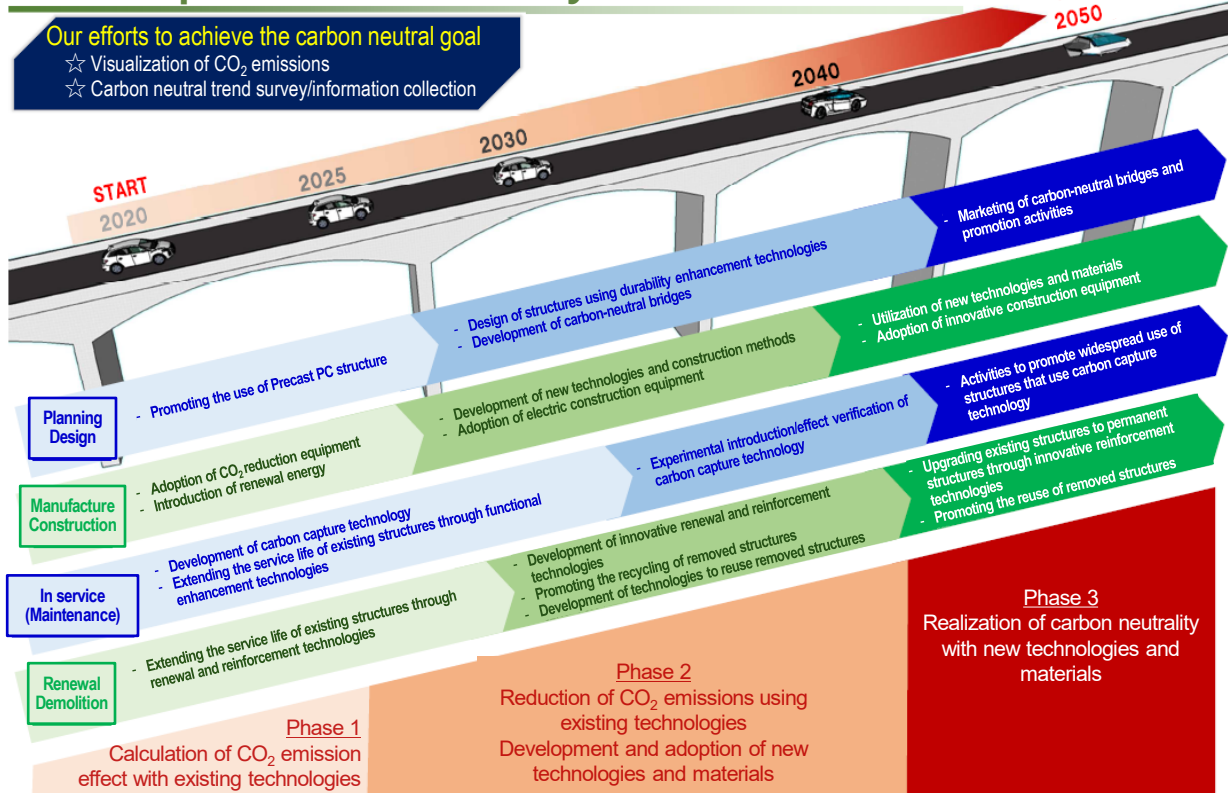 Our efforts to achieve the carbon neutral goal
☆ Visualization of CO₂ emissions
☆ Carbon neutral trend survey/information collection
START
2020
2025
2030
2040
2050
Planning
Design
- Promoting the use of Precast PC structure
- Design of structures using durability enhancement technologies
- Development of carbon-neutral bridges
- Marketing of carbon-neutral bridges and
promotion activities
Manufacture
Construction
- Adoption of CO₂ reduction equipment
- Introduction of renewal energy
- Development of new technologies and construction methods
- Adoption of electric construction equipment
- Utilization of new technologies and materials
- Adoption of innovative construction equipment
In service
(Maintenance)
- Development of carbon capture technology
- Extending the service life of existing structures through functional
enhancement technologies
- Experimental introduction/effect verification of
carbon capture technology
- Activities to promote widespread use of
structures that use carbon capture
technology
Renewal
Demolition
- Extending the service life of existing structures through
renewal and reinforcement technologies
- Development of innovative renewal and reinforcement
technologies
- Promoting the recycling of removed structures
- Development of technologies to reuse removed structures
- Upgrading existing structures to permanent
structures through innovative reinforcement
technologies
- Promoting the reuse of removed structures
Phase 1
Calculation of CO₂ emission
effect with existing technologies
Phase 2
Reduction of CO₂ emissions using
existing technologies
Development and adoption of new
technologies and materials
Phase 3
Realization of carbon neutrality
with new technologies and
materials